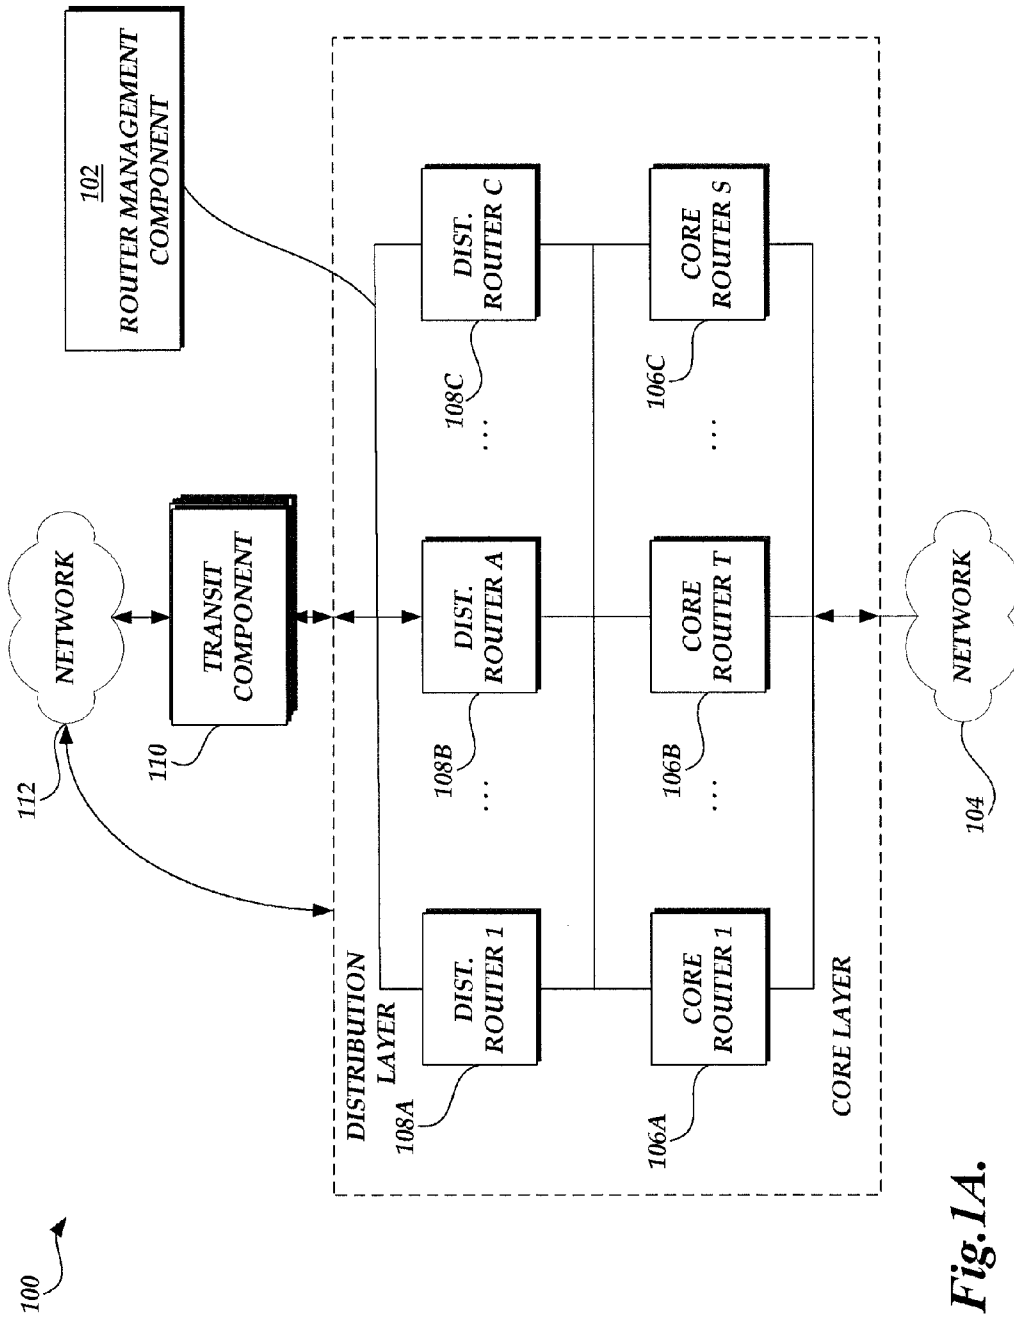 100
112
NETWORK
102
ROUTER MANAGEMENT
COMPONENT
110
TRANSIT
COMPONENT
DISTRIBUTION
LAYER
108A
DIST.
ROUTER 1
108B
DIST.
ROUTER A
108C
DIST.
ROUTER C
...
...
106A
CORE
ROUTER 1
106B
CORE
ROUTER T
106C
CORE
ROUTER S
...
...
CORE LAYER
104
NETWORK
Fig.1A.